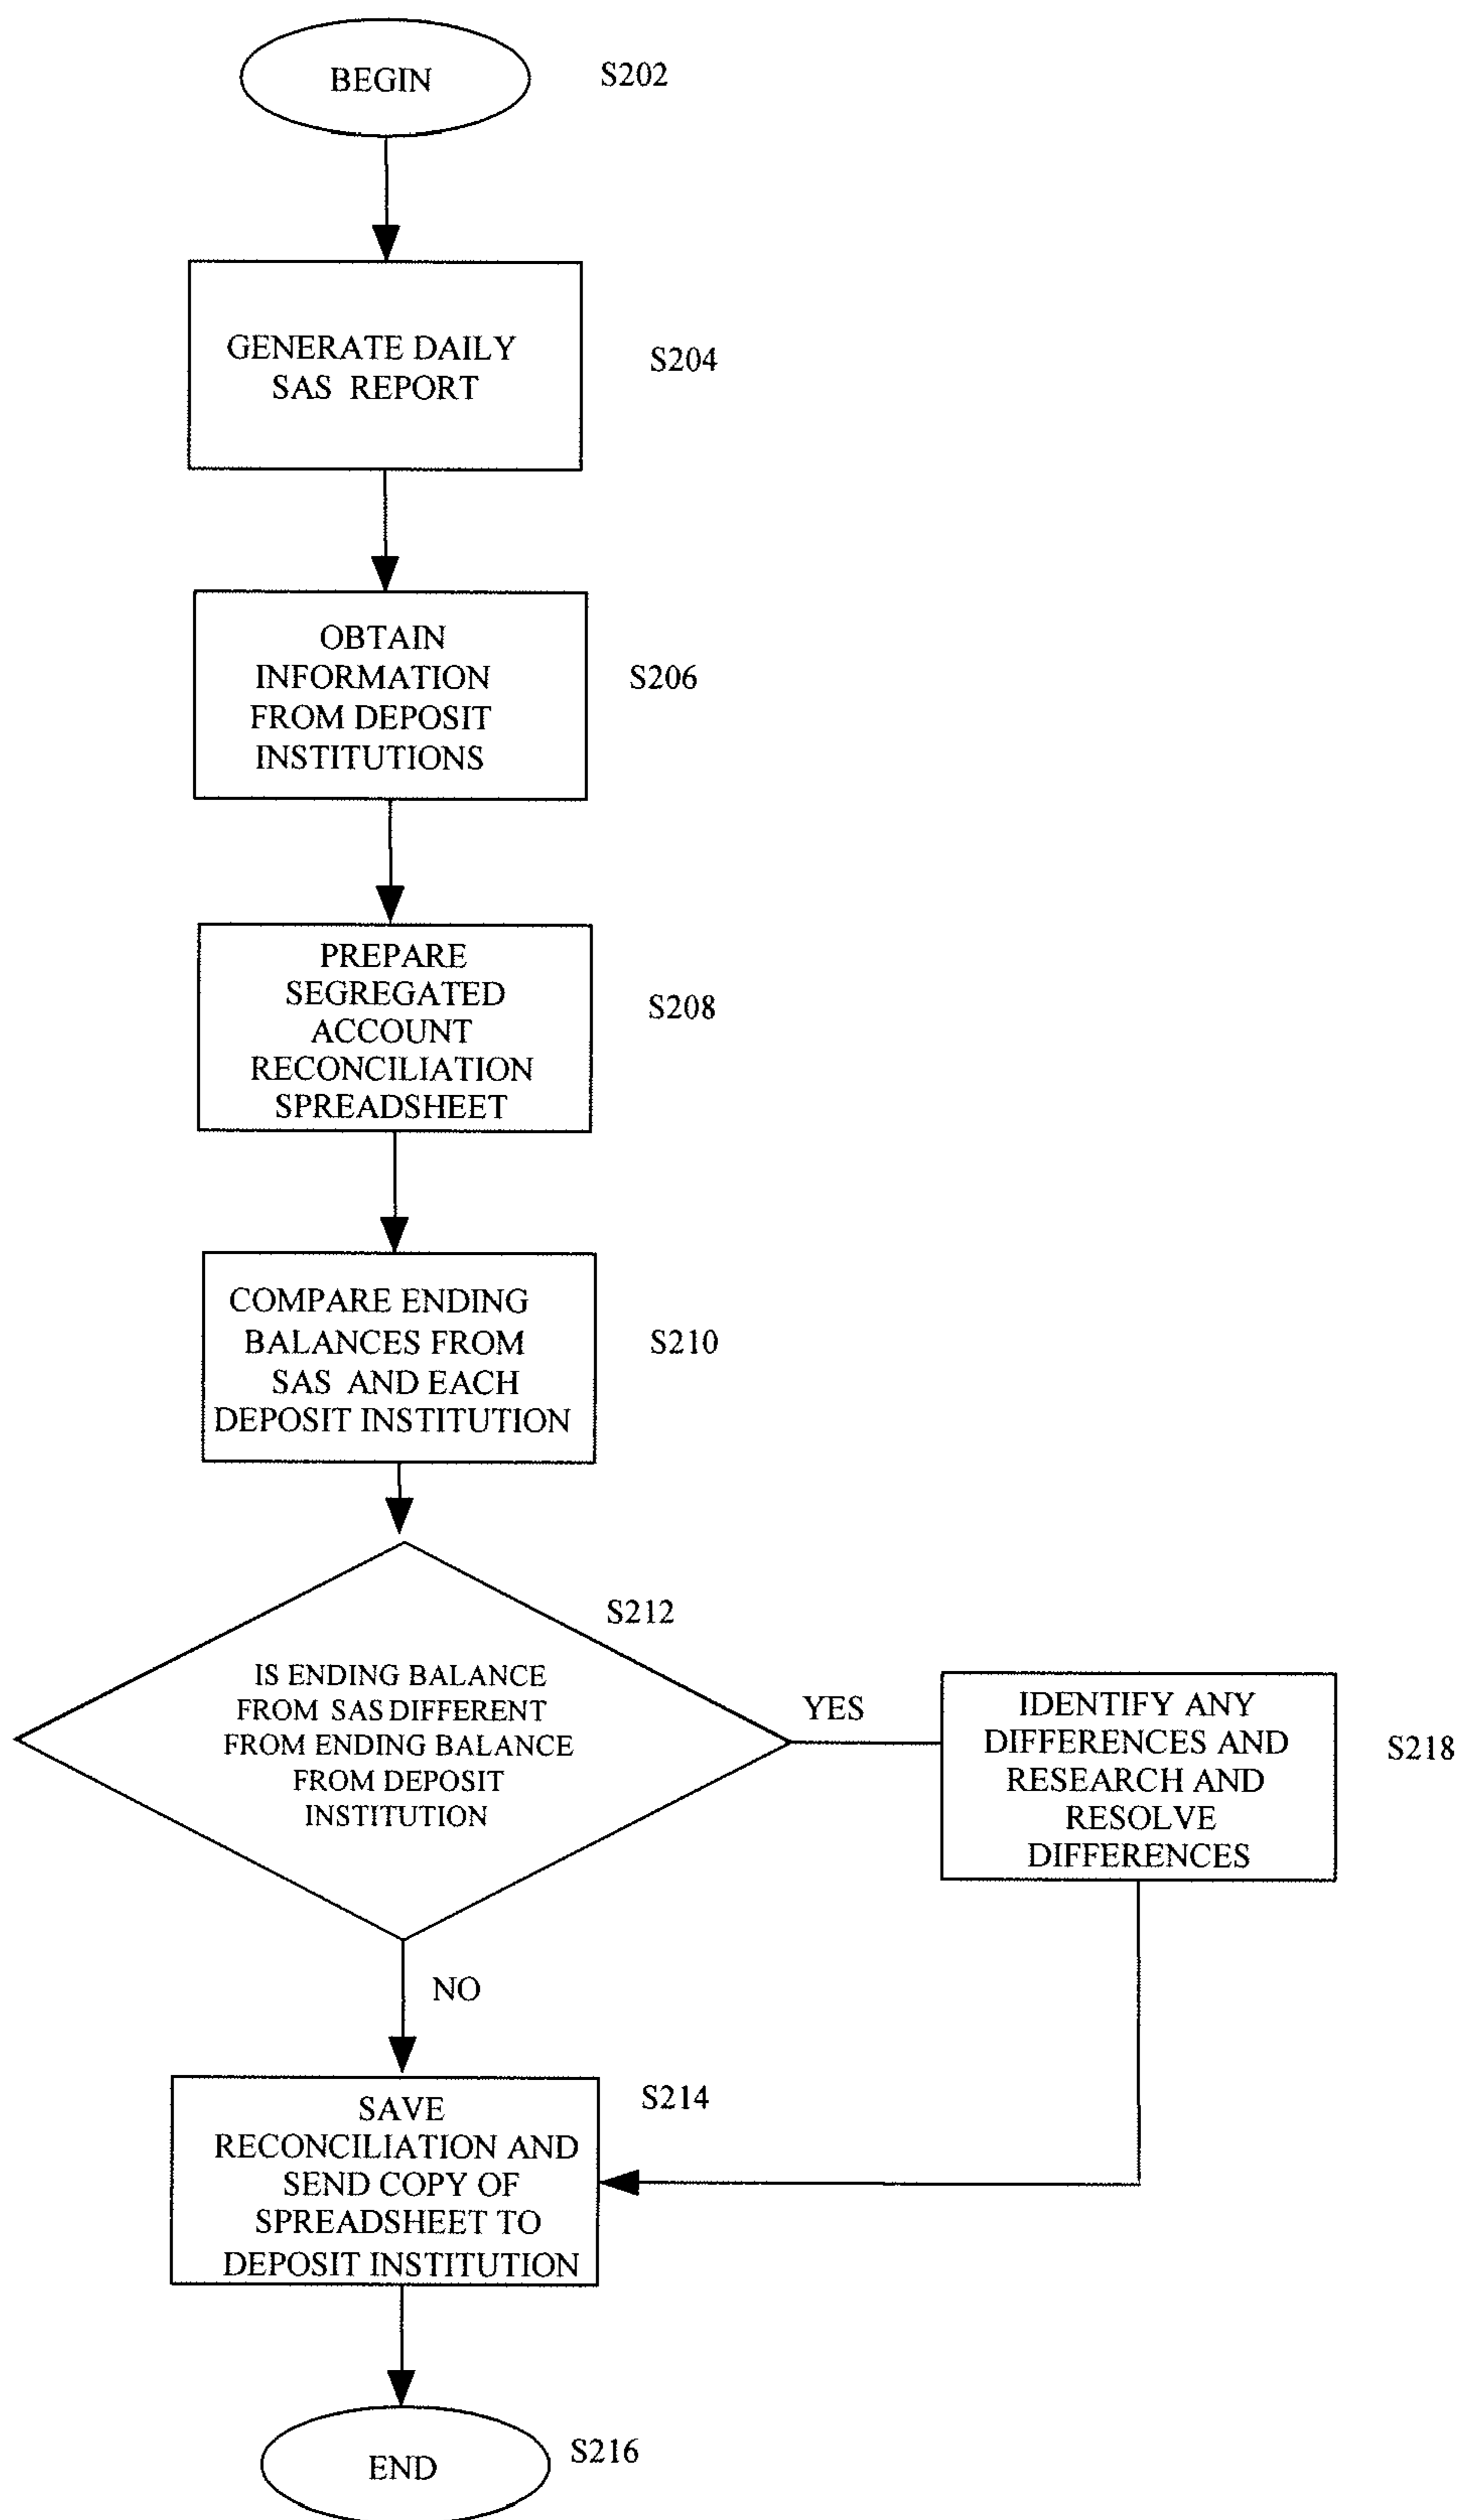 BEGIN
S202
GENERATE DAILY
SAS REPORT
S204
OBTAIN
INFORMATION
FROM DEPOSIT
INSTITUTIONS
S206
PREPARE
SEGREGATED
ACCOUNT
RECONCILIATION
SPREADSHEET
S208
COMPARE ENDING
BALANCES FROM
SAS AND EACH
DEPOSIT INSTITUTION
S210
S212
IS ENDING BALANCE
FROM SAS DIFFERENT
FROM ENDING BALANCE
FROM DEPOSIT
INSTITUTION
YES
IDENTIFY ANY
DIFFERENCES AND
RESEARCH AND
RESOLVE
DIFFERENCES
S218
NO
SAVE
RECONCILIATION AND
SEND COPY OF
SPREADSHEET TO
DEPOSIT INSTITUTION
S214
END
S216